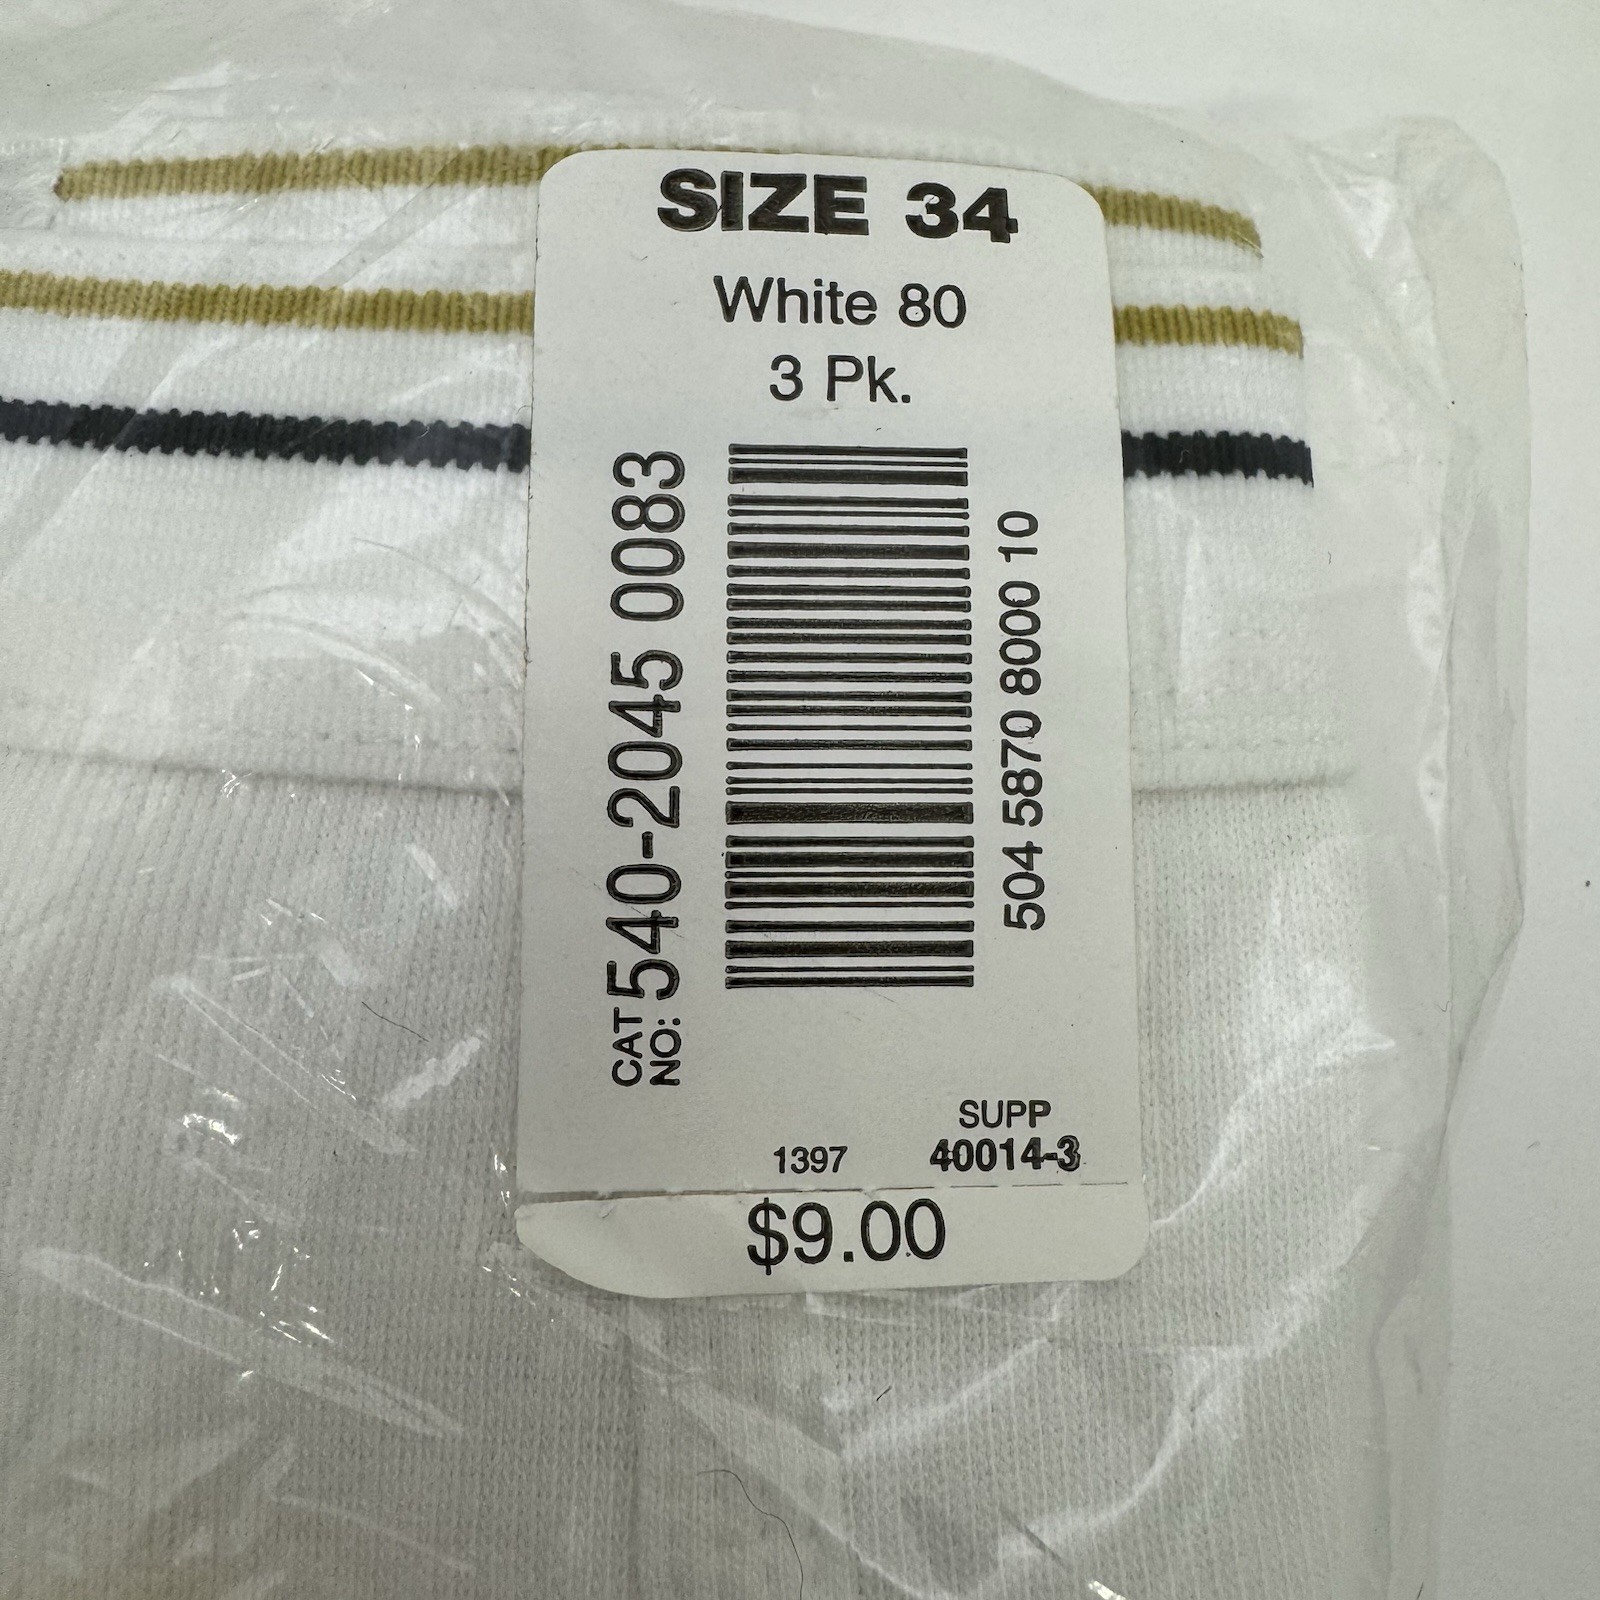 SIZE 34
White 80
3 Pk.
CAT NO: 540-2045 0083
504 5870 8000 10
SUPP
1397 40014-3
$9.00